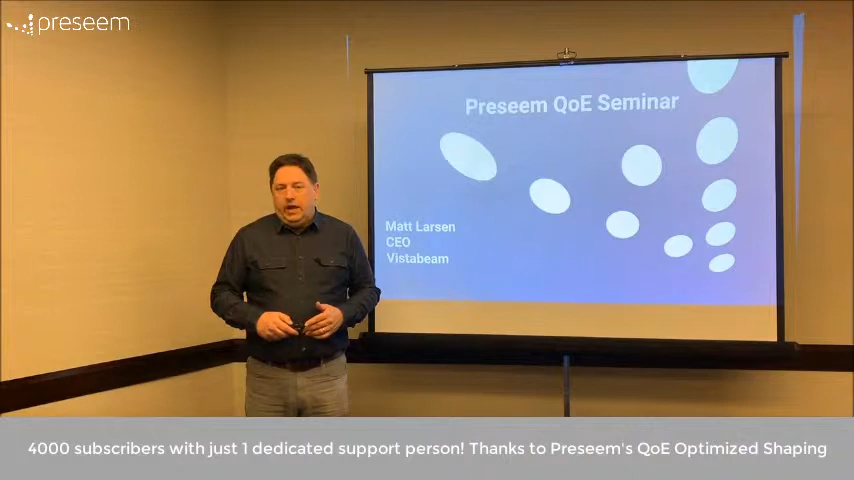 preseem
Preseem QoE Seminar
Matt Larsen
CEO
Vistabeam
4000 subscribers with just 1 dedicated support person! Thanks to Preseem's QoE Optimized Shaping